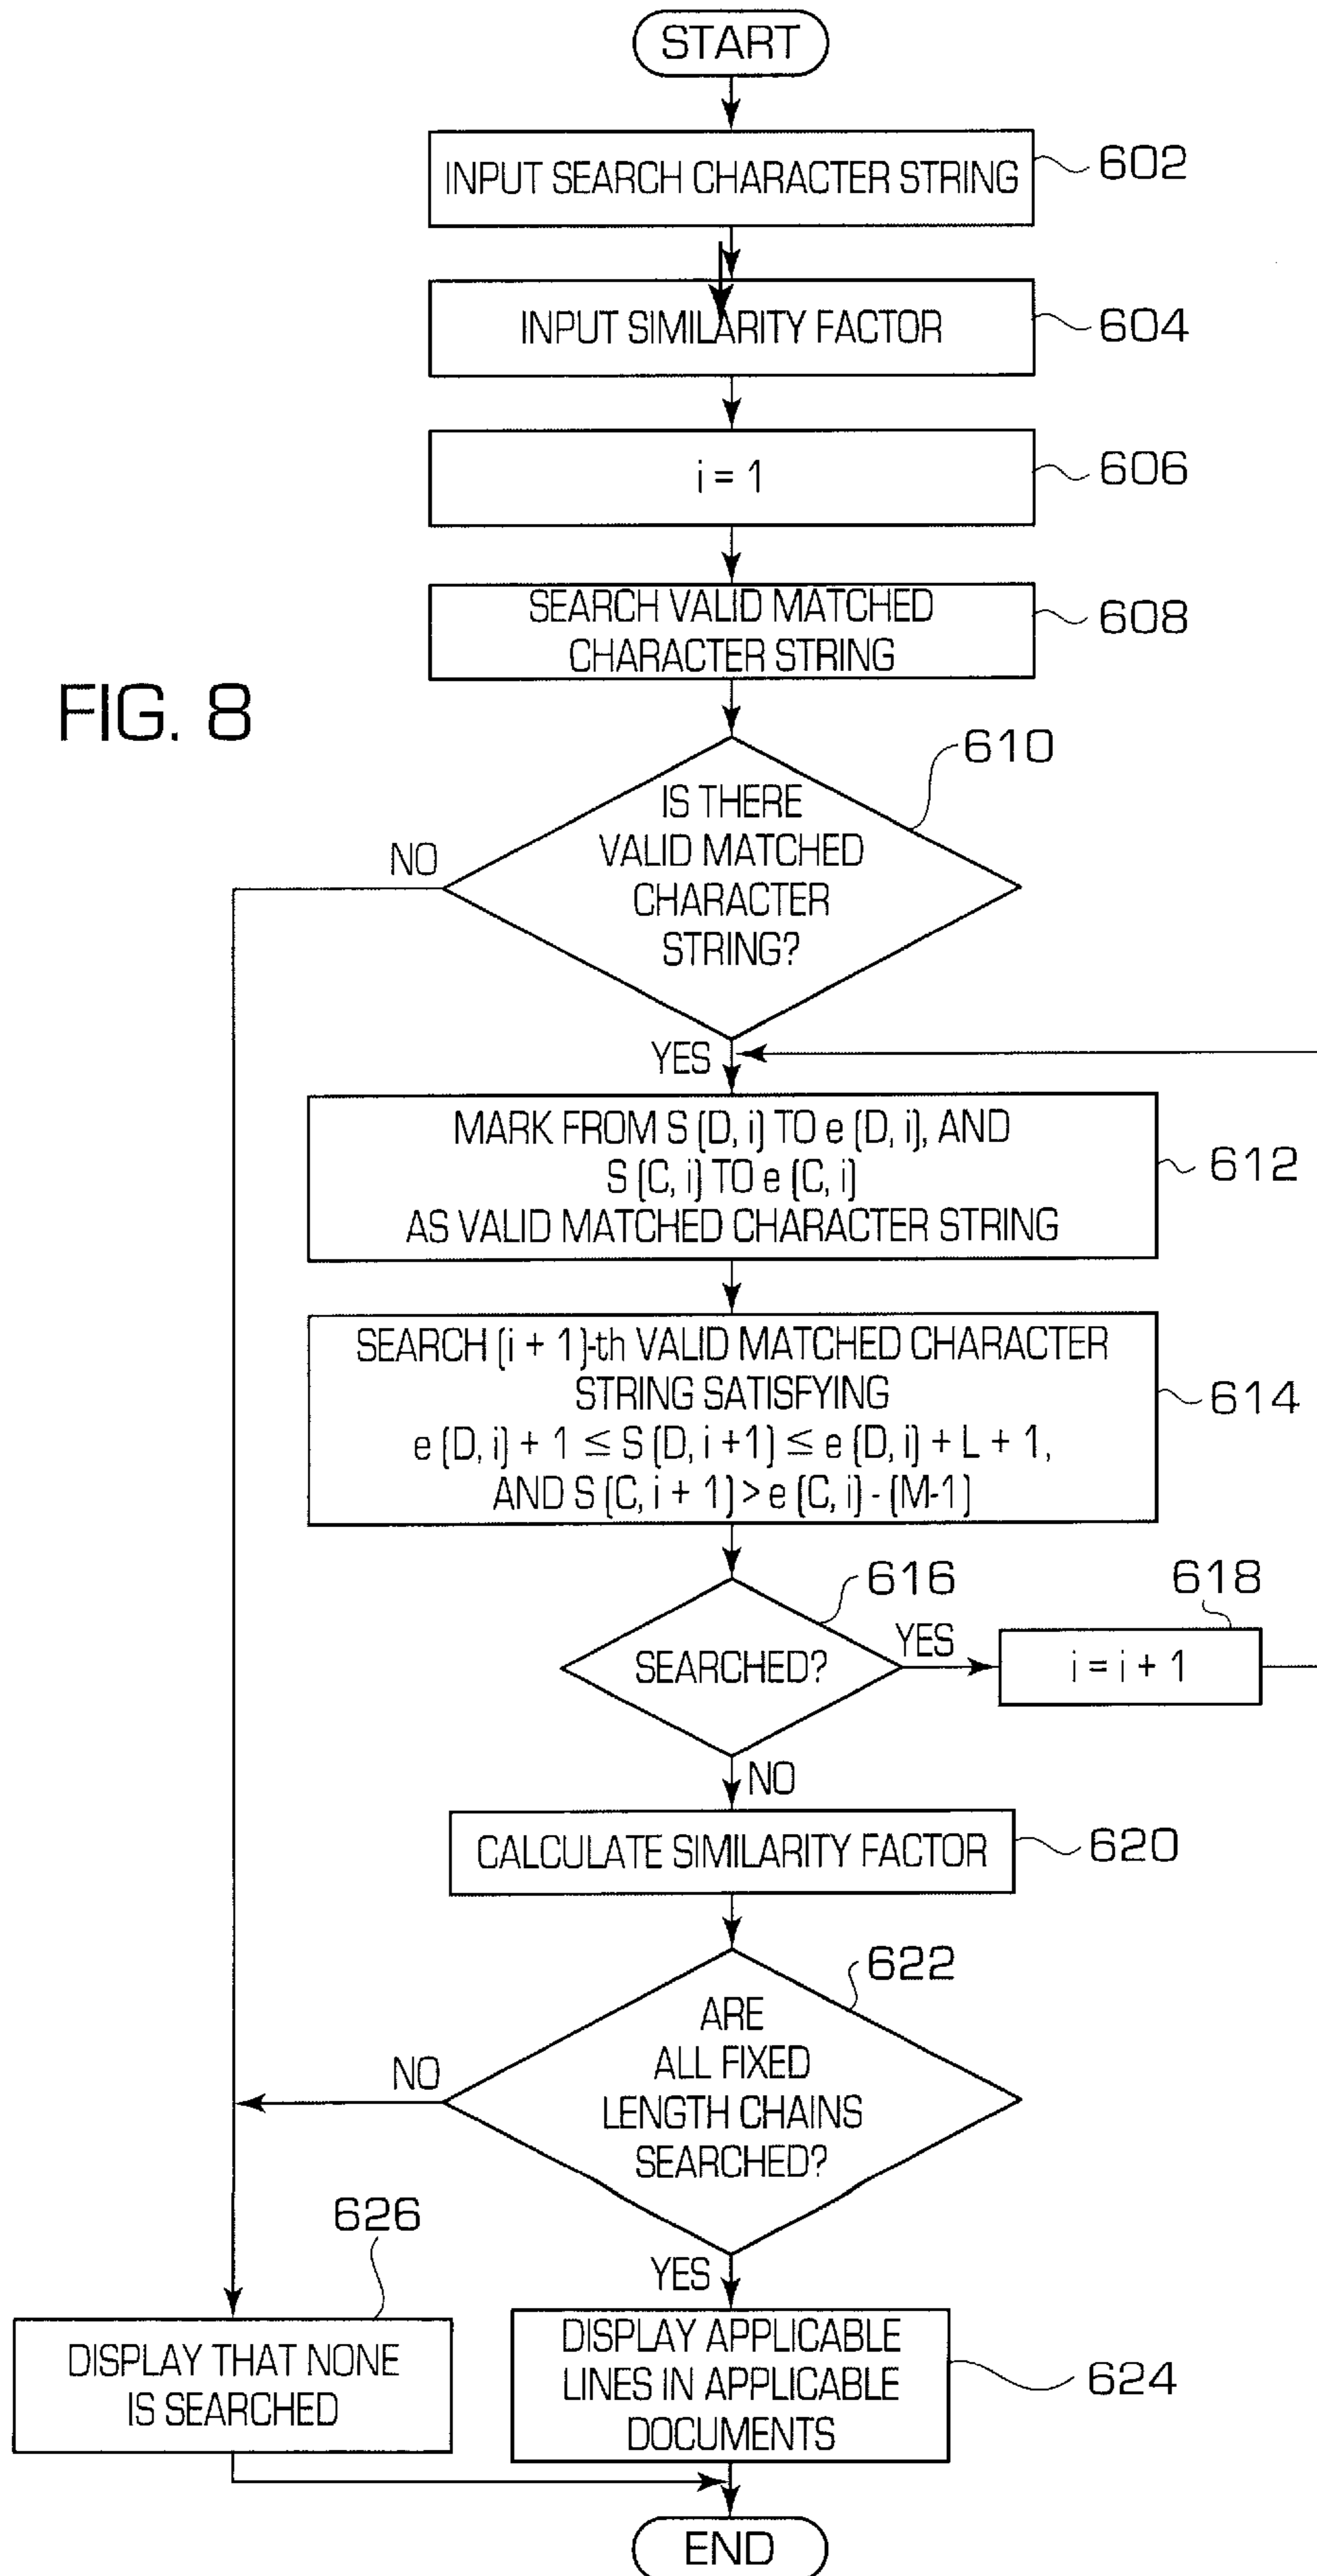 START
INPUT SEARCH CHARACTER STRING
602
INPUT SIMILARITY FACTOR
604
i = 1
606
SEARCH VALID MATCHED
CHARACTER STRING
608
FIG. 8
610
IS THERE
VALID MATCHED
CHARACTER
STRING?
NO
YES
MARK FROM S (D, i) TO e (D, i), AND
S (C, i) TO e (C, i)
AS VALID MATCHED CHARACTER STRING
612
SEARCH (i + 1)-th VALID MATCHED CHARACTER
STRING SATISFYING
e (D, i) + 1 ≤ S (D, i +1) ≤ e (D, i) + L + 1,
AND S (C, i + 1) > e (C, i) - (M-1)
614
616
SEARCHED?
YES
618
i = i + 1
NO
CALCULATE SIMILARITY FACTOR
620
622
ARE
ALL FIXED
LENGTH CHAINS
SEARCHED?
NO
YES
626
DISPLAY THAT NONE
IS SEARCHED
DISPLAY APPLICABLE
LINES IN APPLICABLE
DOCUMENTS
624
END